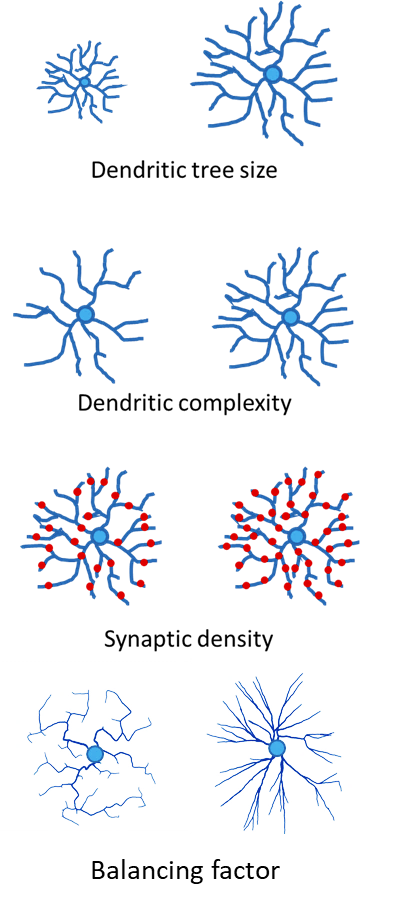 Dendritic tree size
Dendritic complexity
Synaptic density
Balancing factor